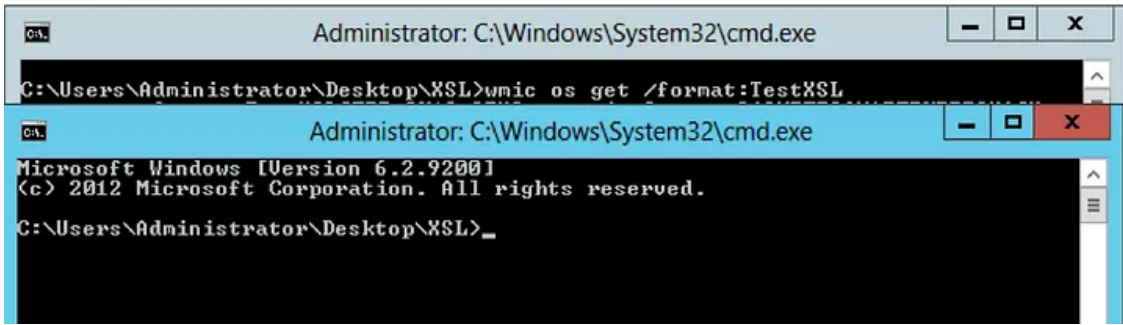 Administrator: C:\Windows\System32\cmd.exe
C:\Users\Administrator\Desktop\XSL>wmic os get /format:TestXSL
Administrator: C:\Windows\System32\cmd.exe
Microsoft Windows [Version 6.2.9200]
(c) 2012 Microsoft Corporation. All rights reserved.
C:\Users\Administrator\Desktop\XSL>_